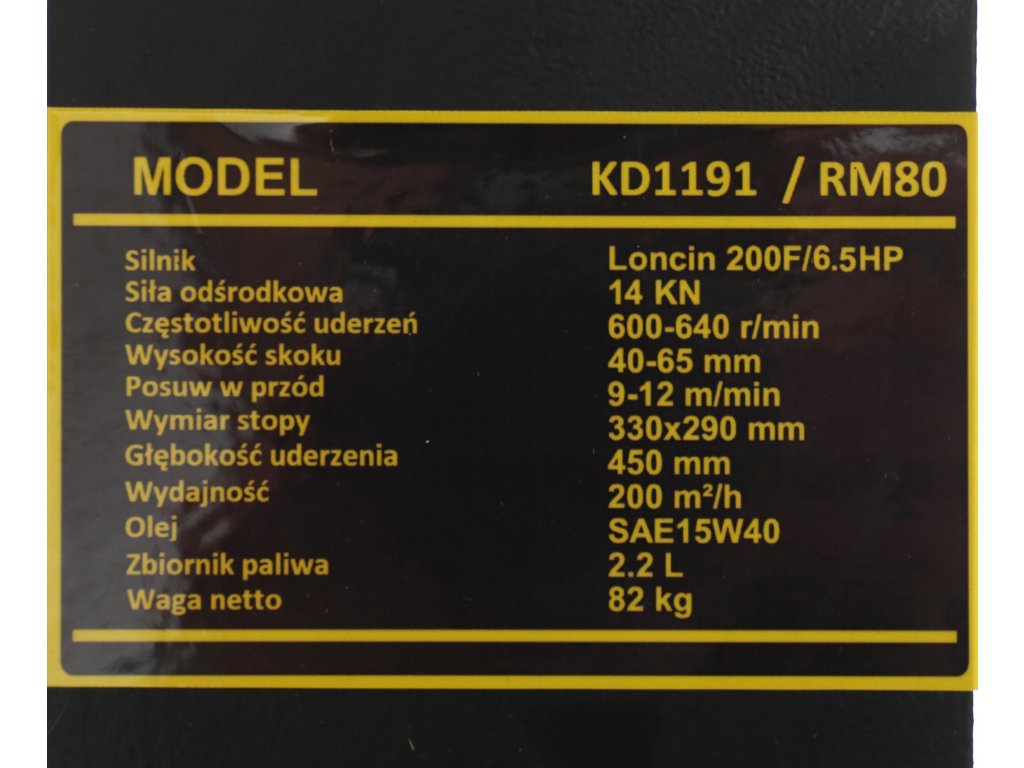 MODEL KD1191 / RM80
Silnik Loncin 200F/6.5HP
Siła odśrodkowa 14 KN
Częstotliwość uderzeń 600-640 r/min
Wysokość skoku 40-65 mm
Posuw w przód 9-12 m/min
Wymiar stopy 330x290 mm
Głębokość uderzenia 450 mm
Wydajność 200 m²/h
Olej SAE15W40
Zbiornik paliwa 2.2 L
Waga netto 82 kg